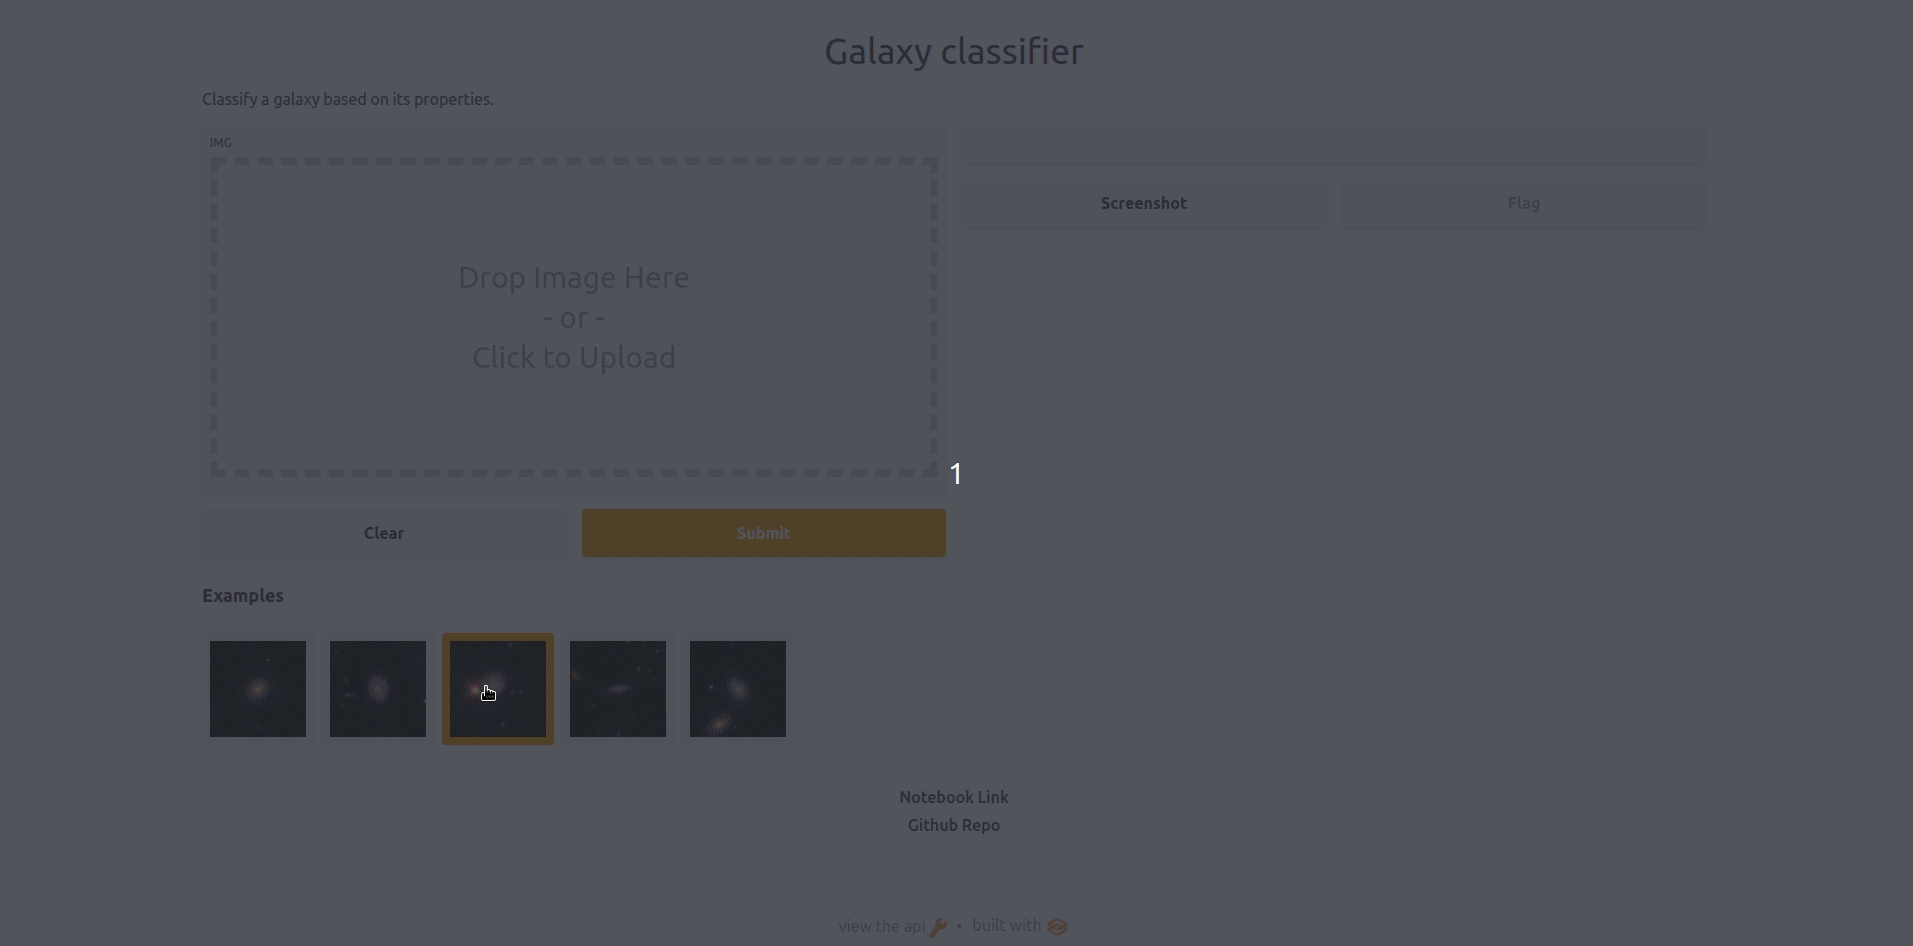 Galaxy classifier
Classify a galaxy based on its properties.
IMG
Drop Image Here
- or -
Click to Upload
Screenshot
Flag
1
Clear
Submit
Examples
Notebook Link
Github Repo
view the api • built with